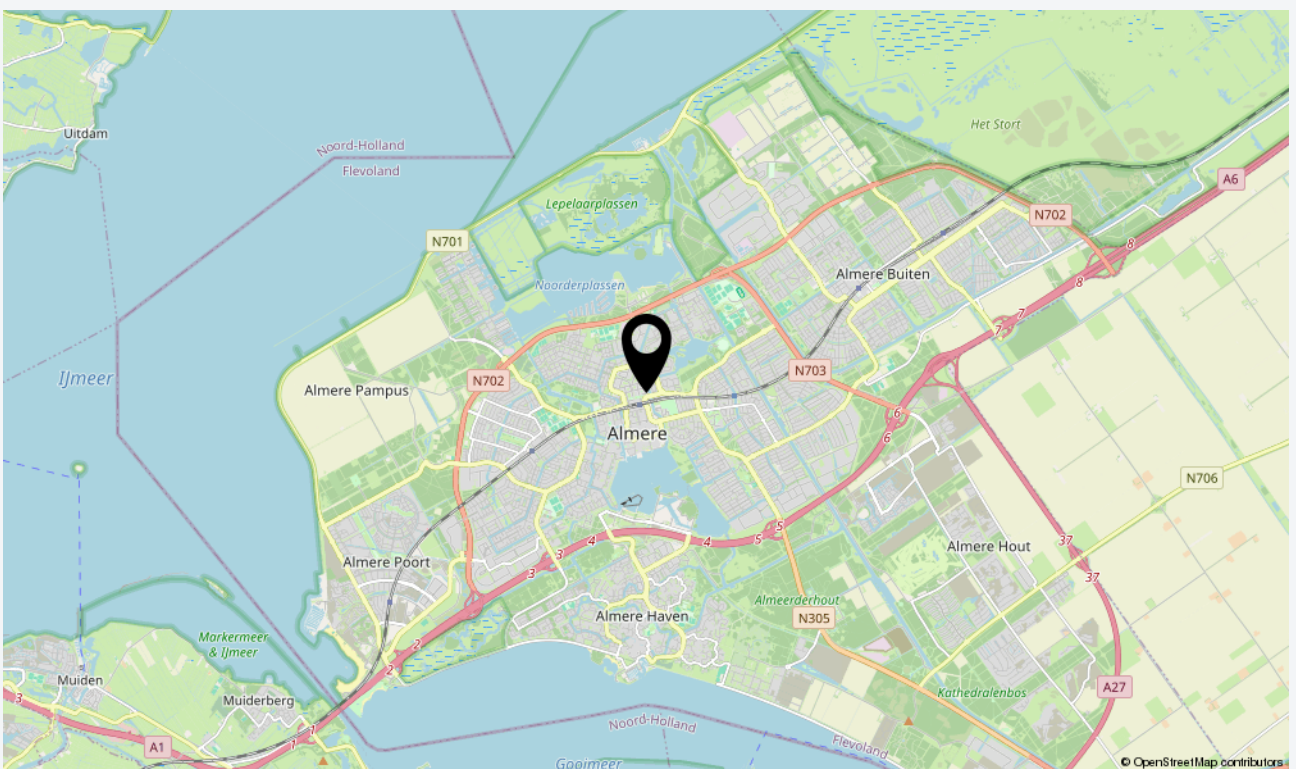 Het Stort
Uitdam
Noord-Holland
Flevoland
A6
Lepelaarplassen
N702
N701
8
Almere Buiten
8
Noorderplassen
7
7
N703
IJmeer
N702
Almere Pampus
6
Almere
6
N706
5
4
4
5
37
Almere Hout
3
Almere Poort
3
37
Almeerderhout
Almere Haven
N305
Markermeer
& IJmeer
2
2
Muiden
A27
Kathedralenbos
3
Muiderberg
Noord-Holland
1
1
A1
Flevoland
Gooimeer
© OpenStreetMap contributors